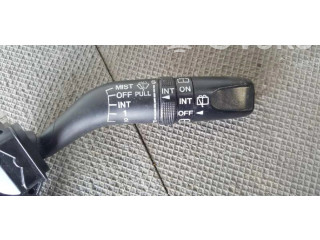 MIST
OFF PULL
INT
INT
ON
INT
OFF